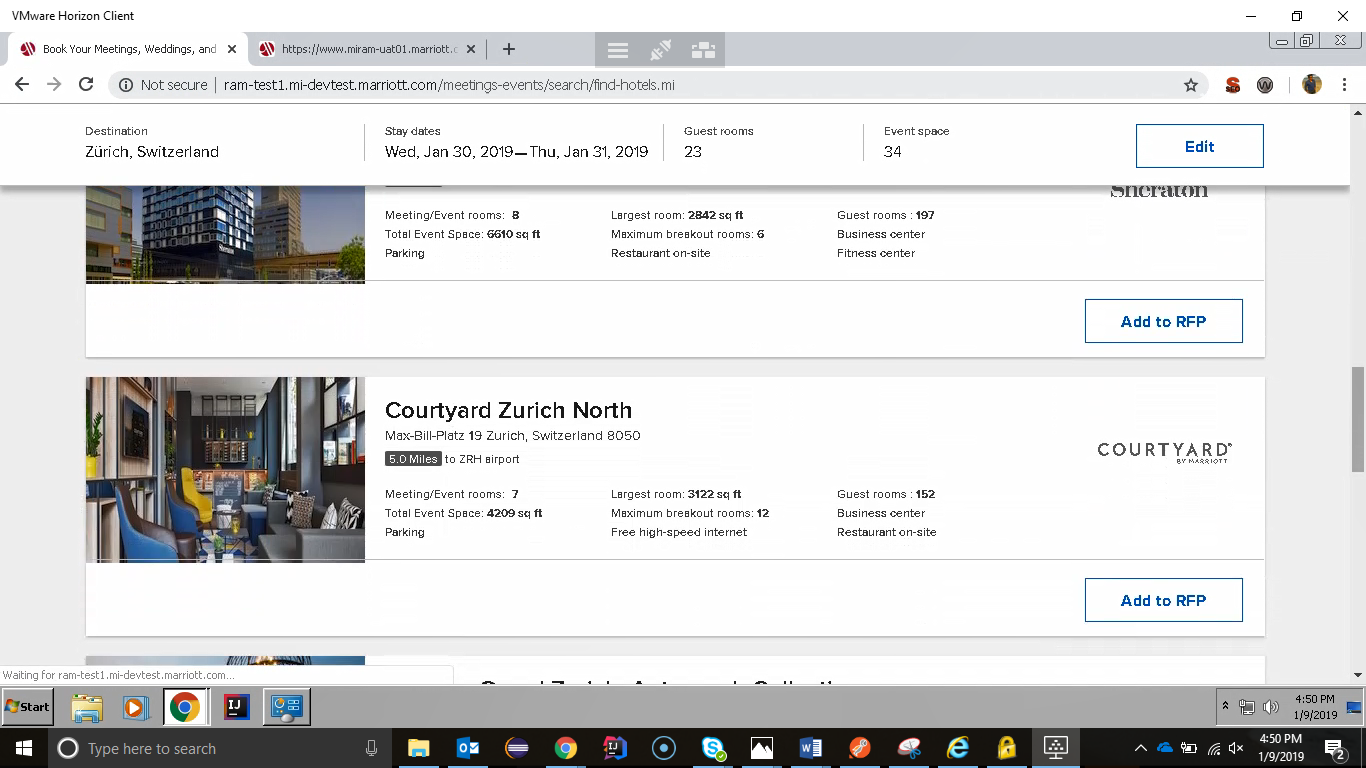 VMware Horizon Client
Book Your Meetings, Weddings, and
https://www.miram-uat01.marriott.c
Not secure
ram-test1.mi-devtest.marriott.com/meetings-events/search/find-hotels.mi
Destination
Stay dates
Guest rooms
Event space
Zürich, Switzerland
Wed, Jan 30, 2019—Thu, Jan 31, 2019
23
34
Edit
Sheraton
Meeting/Event rooms: 8
Largest room: 2842 sq ft
Guest rooms : 197
Total Event Space: 6610 sq ft
Maximum breakout rooms: 6
Business center
Parking
Restaurant on-site
Fitness center
Add to RFP
Courtyard Zurich North
Max-Bill-Platz 19 Zurich, Switzerland 8050
5.0 Miles to ZRH airport
COURTYARD
BY MARRIOTT
Meeting/Event rooms: 7
Largest room: 3122 sq ft
Guest rooms : 152
Total Event Space: 4209 sq ft
Maximum breakout rooms: 12
Business center
Parking
Free high-speed internet
Restaurant on-site
Add to RFP
Waiting for ram-test1.mi-devtest.marriott.com...
Start
4:50 PM
1/9/2019
Type here to search
4:50 PM
1/9/2019
2